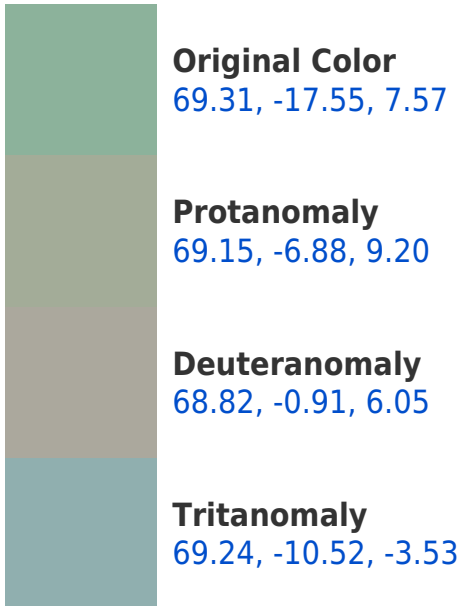 Original Color
69.31, -17.55, 7.57
Protanomaly
69.15, -6.88, 9.20
Deuteranomaly
68.82, -0.91, 6.05
Tritanomaly
69.24, -10.52, -3.53